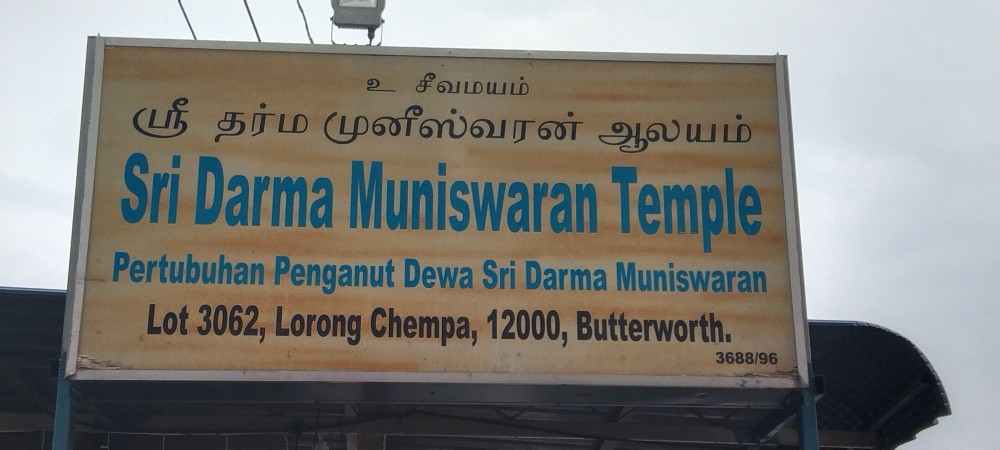 உ சீவமயம்
ஸ்ரீ தர்ம முனீஸ்வரன் ஆலயம்
Sri Darma Muniswaran Temple
Pertubuhan Penganut Dewa Sri Darma Muniswaran
Lot 3062, Lorong Chempa, 12000, Butterworth.
3688/96